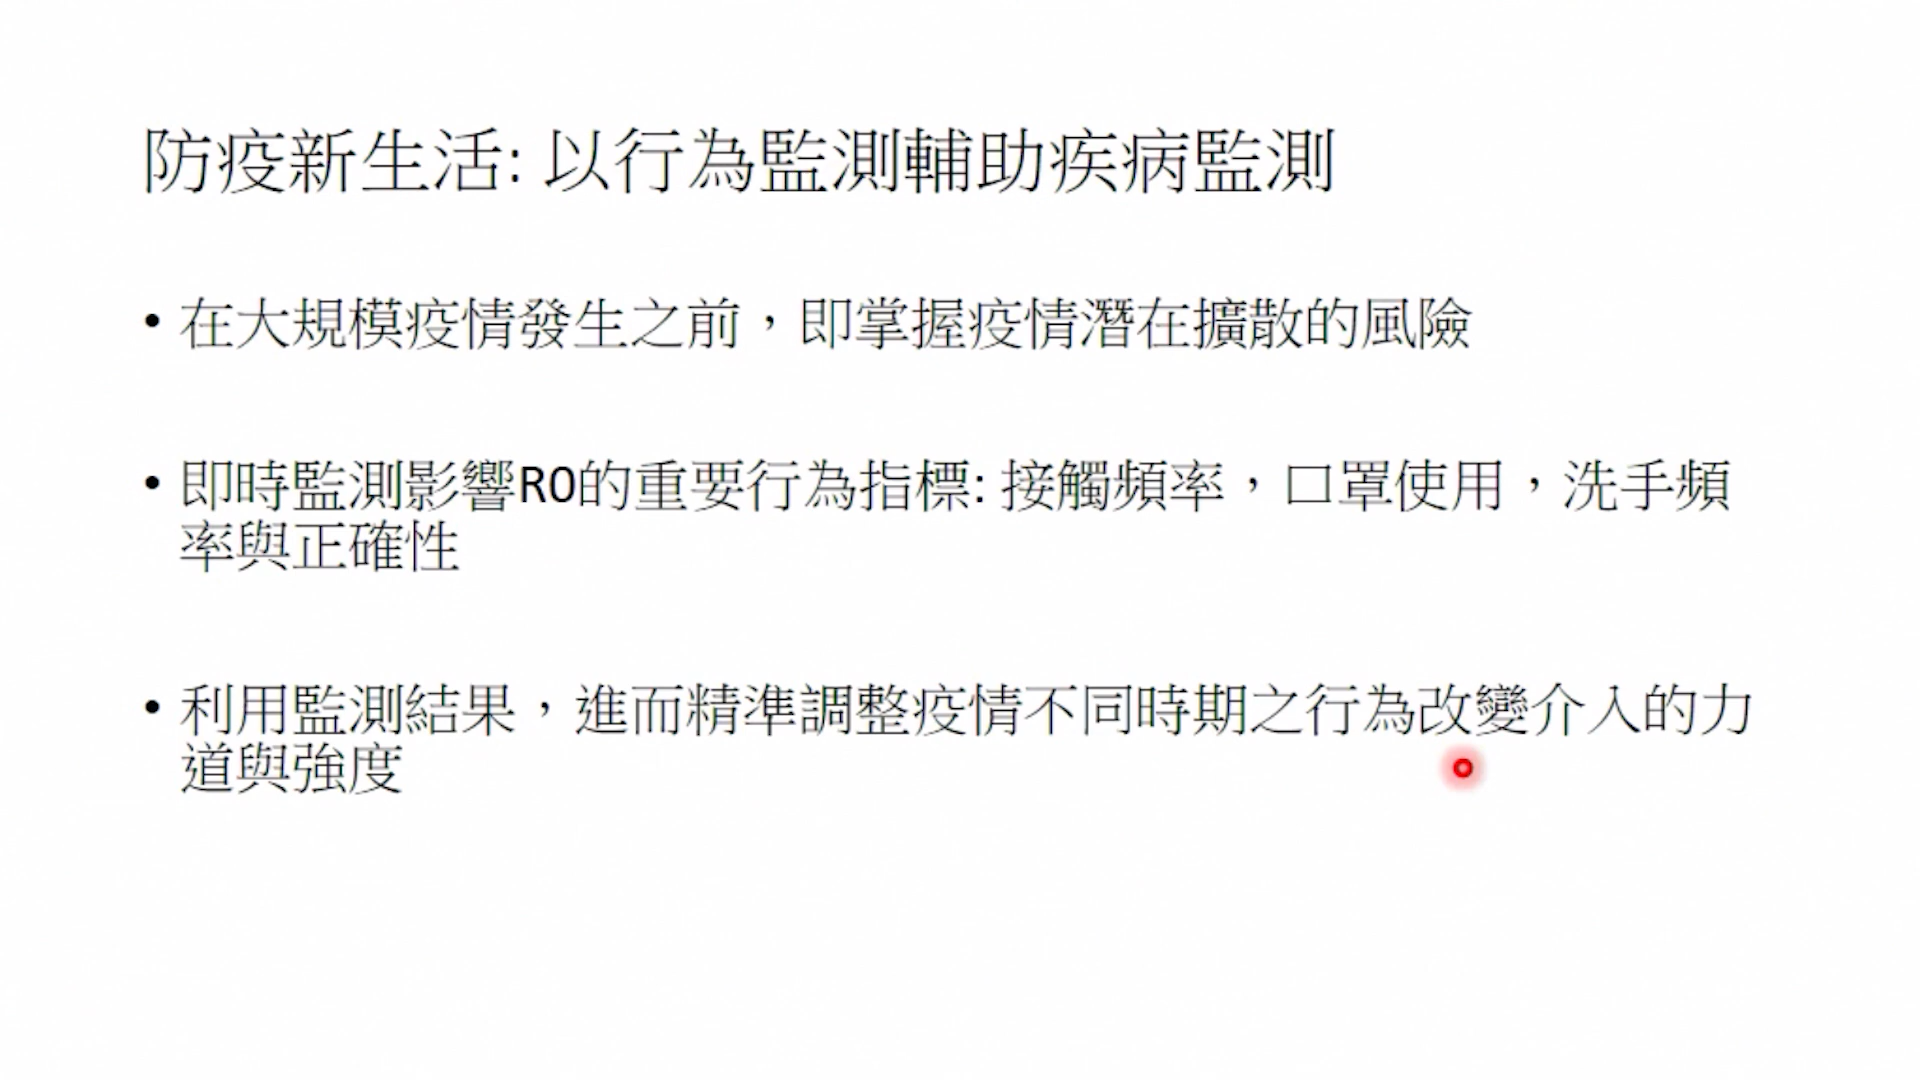 防疫新生活: 以行為監測輔助疾病監測
• 在大規模疫情發生之前，即掌握疫情潛在擴散的風險
• 即時監測影響R0的重要行為指標: 接觸頻率，口罩使用，洗手頻
率與正確性
• 利用監測結果，進而精準調整疫情不同時期之行為改變介入的力
道與強度